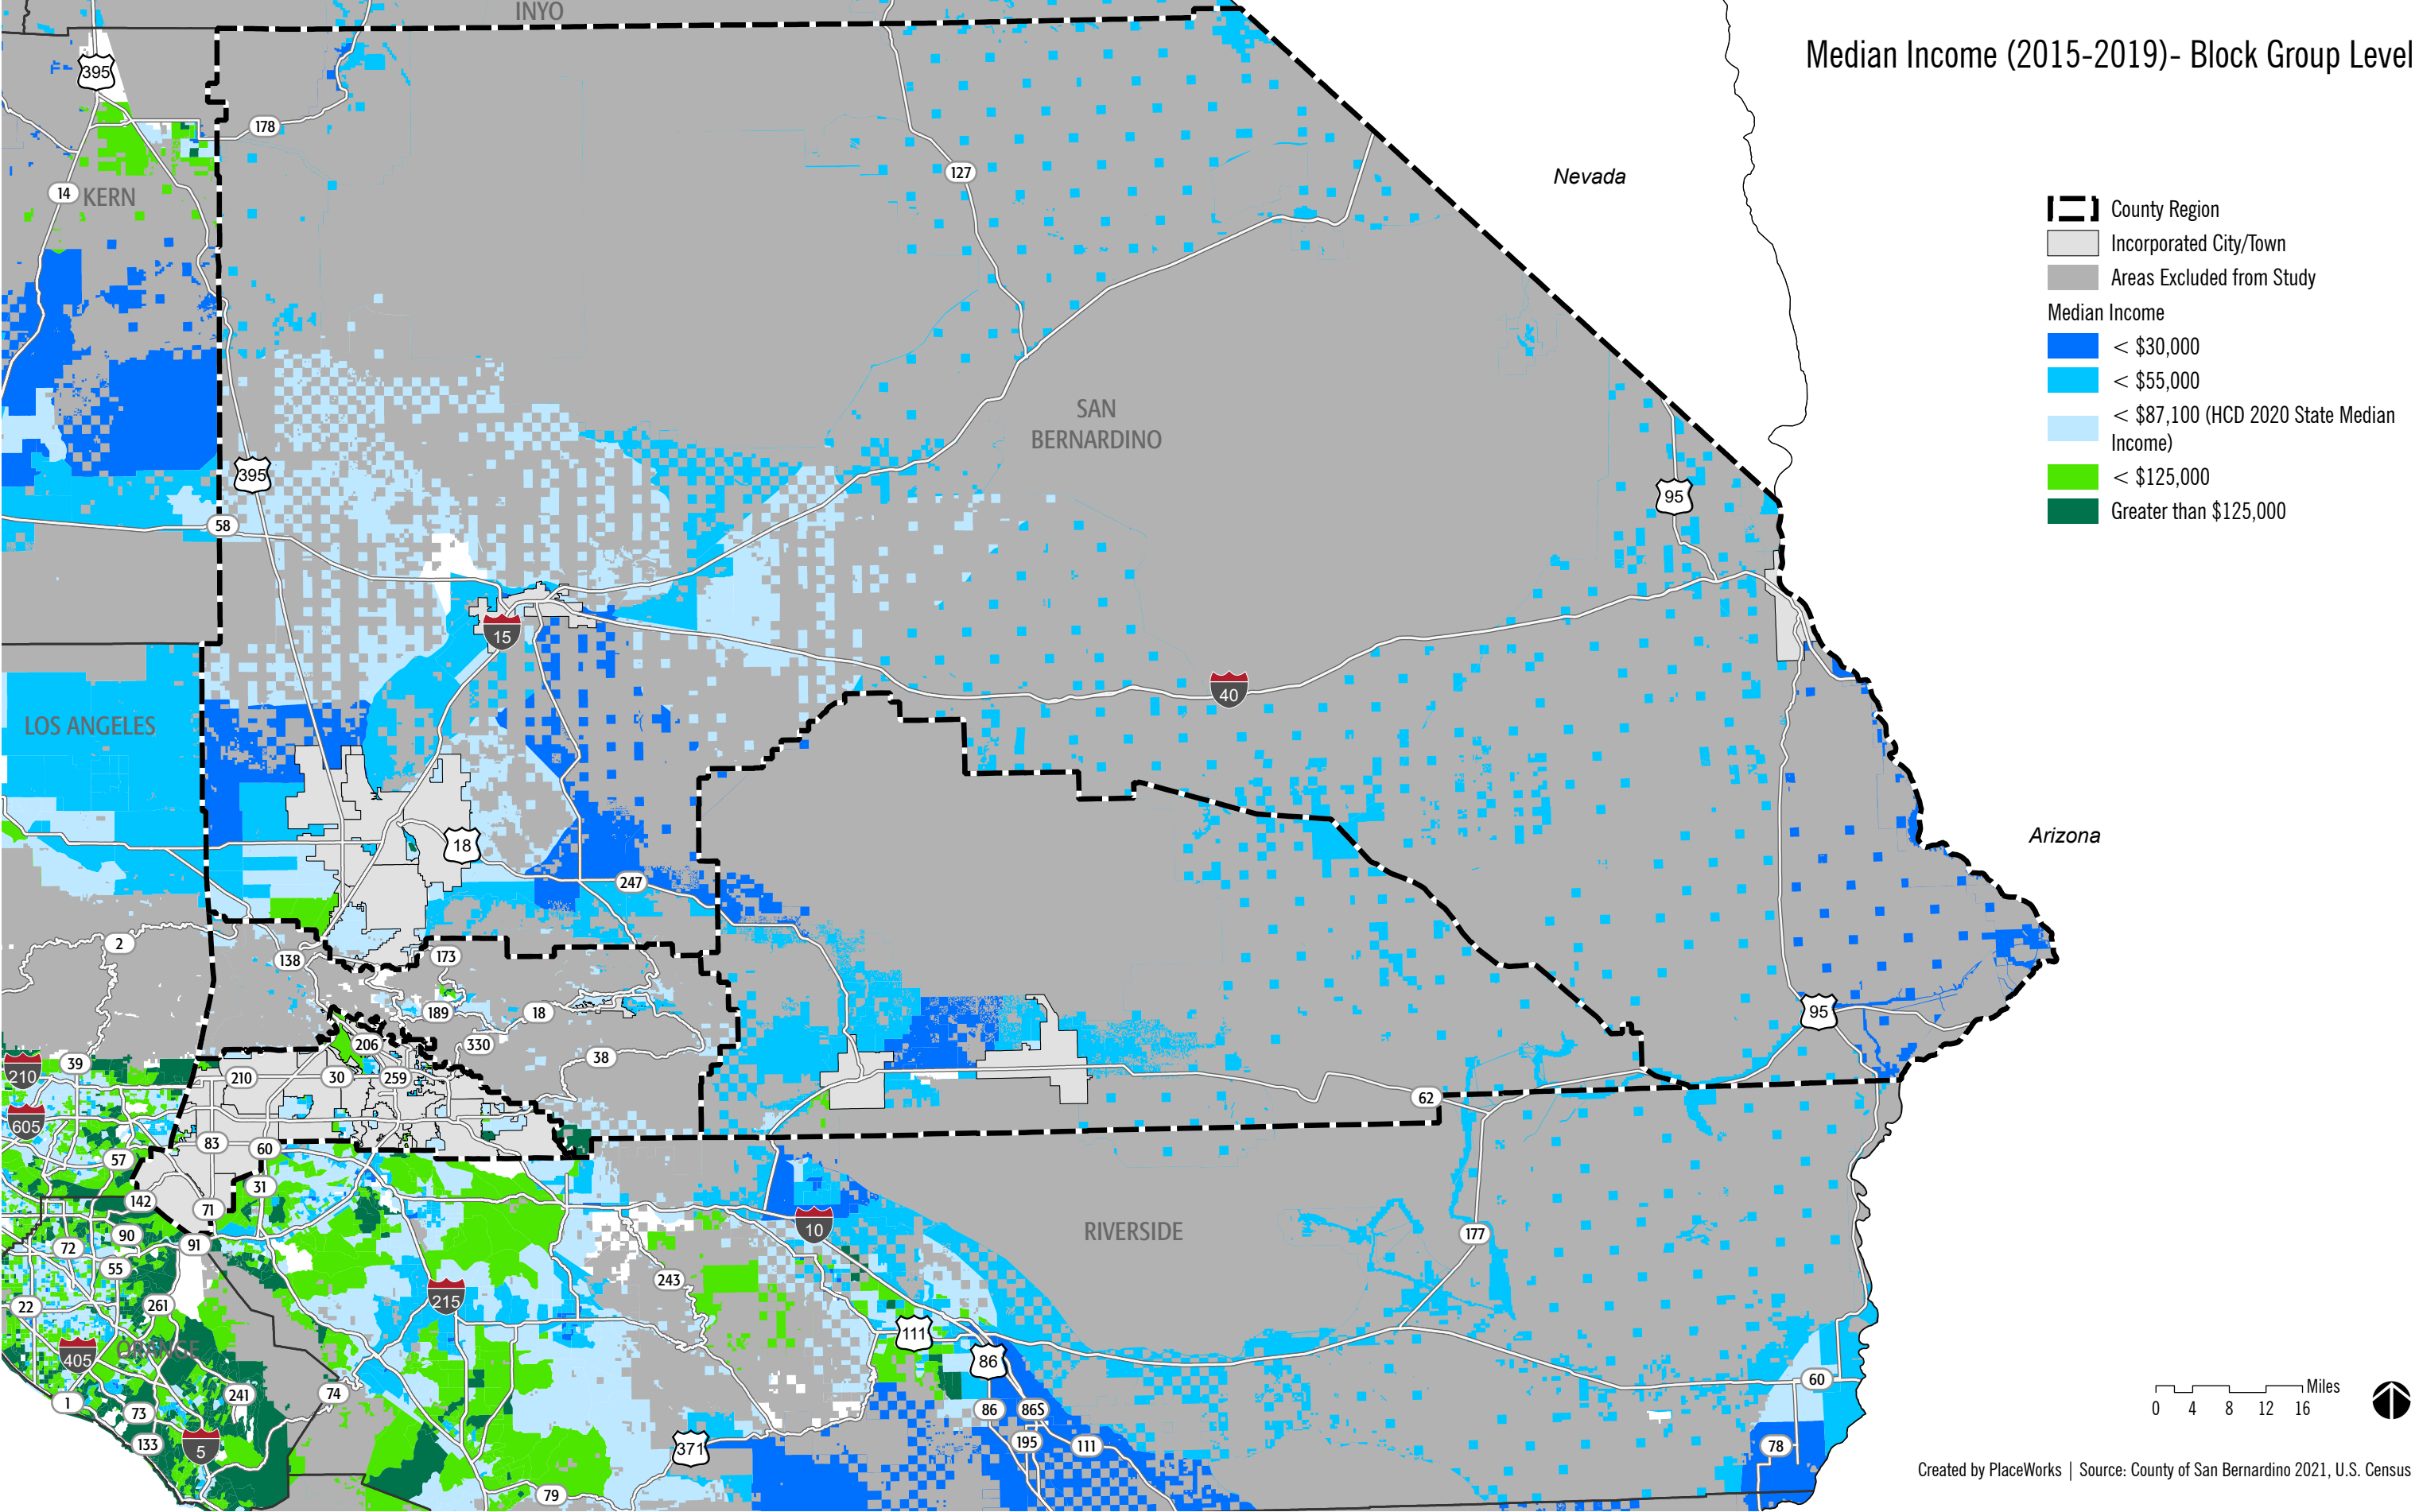 INYO
Median Income (2015-2019)- Block Group Level
395
178
127
Nevada
14
KERN
County Region
Incorporated City/Town
Areas Excluded from Study
Median Income
< $30,000
< $55,000
< $87,100 (HCD 2020 State Median
Income)
< $125,000
Greater than $125,000
SAN
BERNARDINO
395
95
58
15
40
LOS ANGELES
18
Arizona
247
2
138
173
189
18
95
206
330
39
38
210
210
30
259
62
605
83
60
57
31
142
71
10
RIVERSIDE
177
90
91
72
55
243
261
215
22
111
ORANGE
405
86
60
74
241
1
73
86
86S
Miles
0 4 8 12 16
133
5
195
111
78
371
79
Created by PlaceWorks | Source: County of San Bernardino 2021, U.S. Census